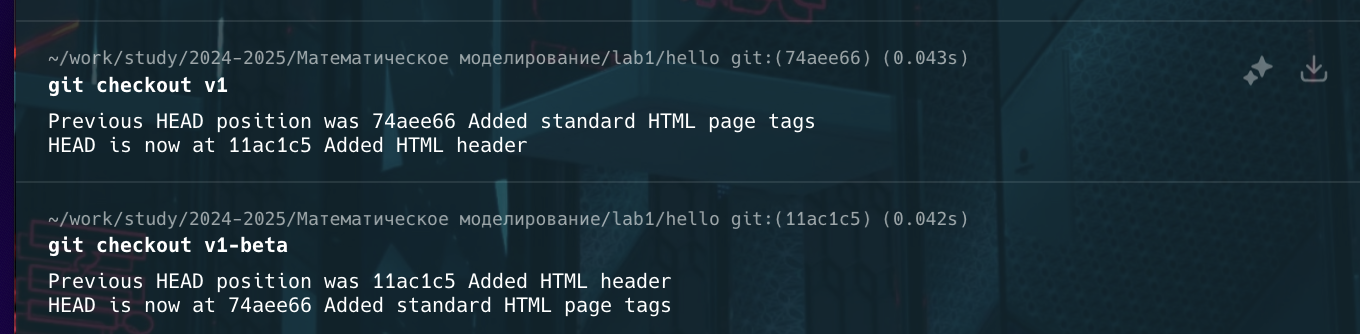 ~/work/study/2024-2025/Математическое моделирование/lab1/hello git:(74aee66) (0.043s)
git checkout v1
Previous HEAD position was 74aee66 Added standard HTML page tags
HEAD is now at 11ac1c5 Added HTML header
~/work/study/2024-2025/Математическое моделирование/lab1/hello git:(11ac1c5) (0.042s)
git checkout v1-beta
Previous HEAD position was 11ac1c5 Added HTML header
HEAD is now at 74aee66 Added standard HTML page tags